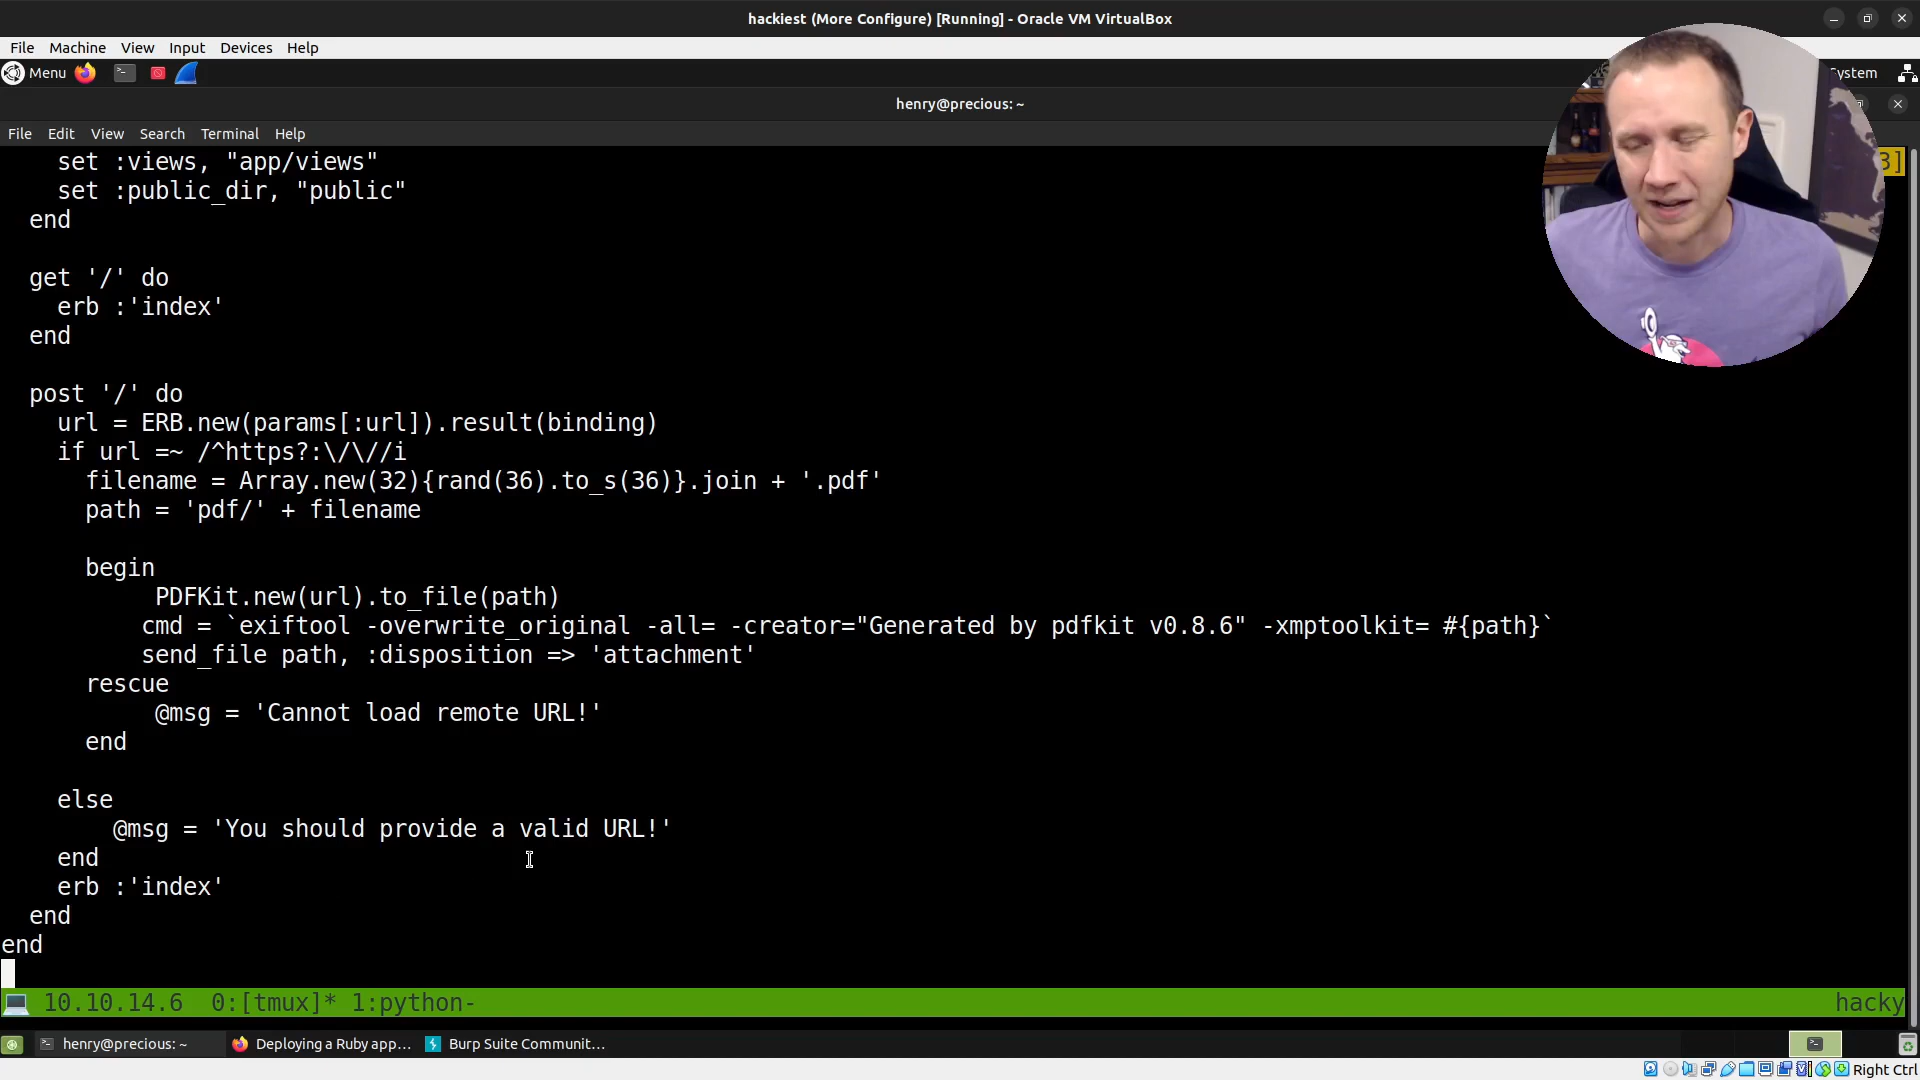 hackiest (More Configure) [Running] - Oracle VM VirtualBox
File Machine View Input Devices Help
Menu
System
henry@precious: ~
File Edit View Search Terminal Help
set :views, "app/views"
3]
set :public_dir, "public"
end
get '/' do
erb :'index'
end
post '/' do
url = ERB.new(params[:url]).result(binding)
if url =~ /^https?:\/\//i
filename = Array.new(32){rand(36).to_s(36)}.join + '.pdf'
path = 'pdf/' + filename
begin
PDFKit.new(url).to_file(path)
cmd = `exiftool -overwrite_original -all= -creator="Generated by pdfkit v0.8.6" -xmptoolkit= #{path}`
send_file path, :disposition => 'attachment'
rescue
@msg = 'Cannot load remote URL!'
end
else
@msg = 'You should provide a valid URL!'
end
erb :'index'
end
end
10.10.14.6 0:[tmux]* 1:python- hacky
henry@precious: ~ Deploying a Ruby app... Burp Suite Communit...
Right Ctrl